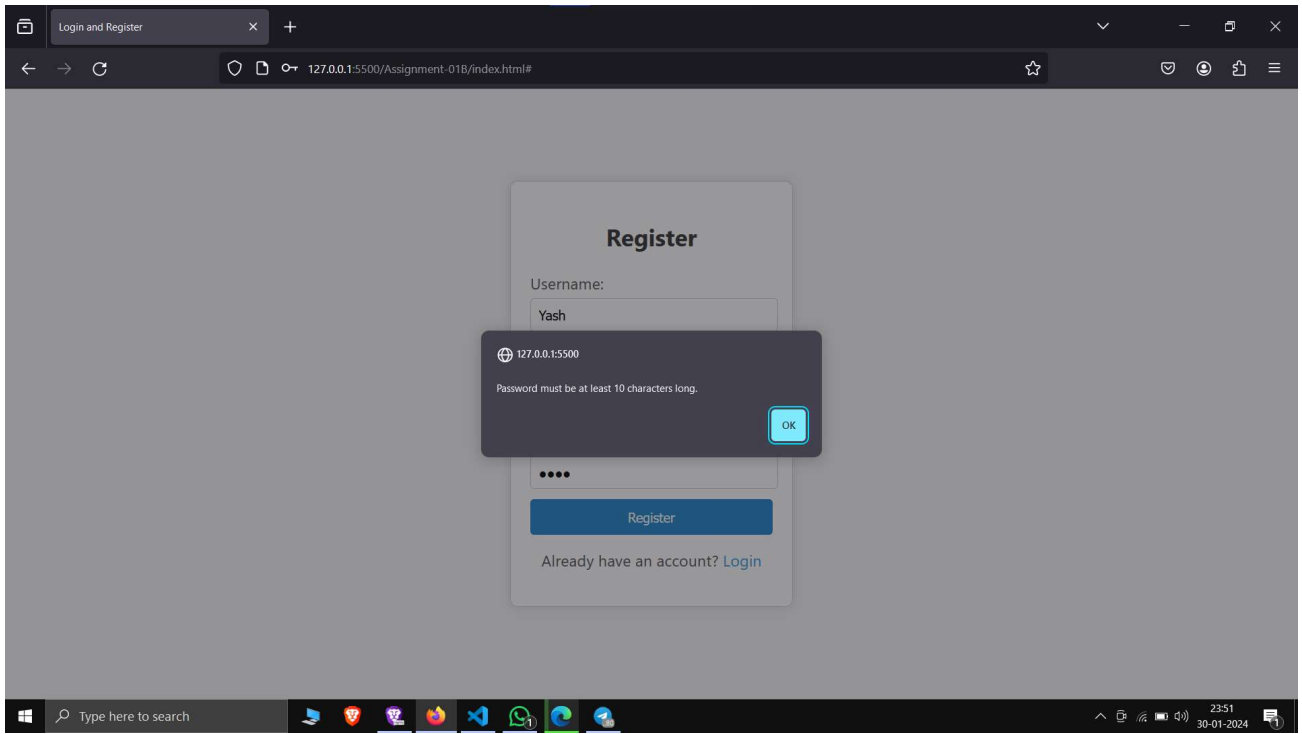 Login and Register
127.0.0.1:5500/Assignment-01B/index.html#
Register
Username:
Yash
127.0.0.1:5500
Password must be at least 10 characters long.
OK
Register
Already have an account? Login
Type here to search
1
23:51
30-01-2024
1